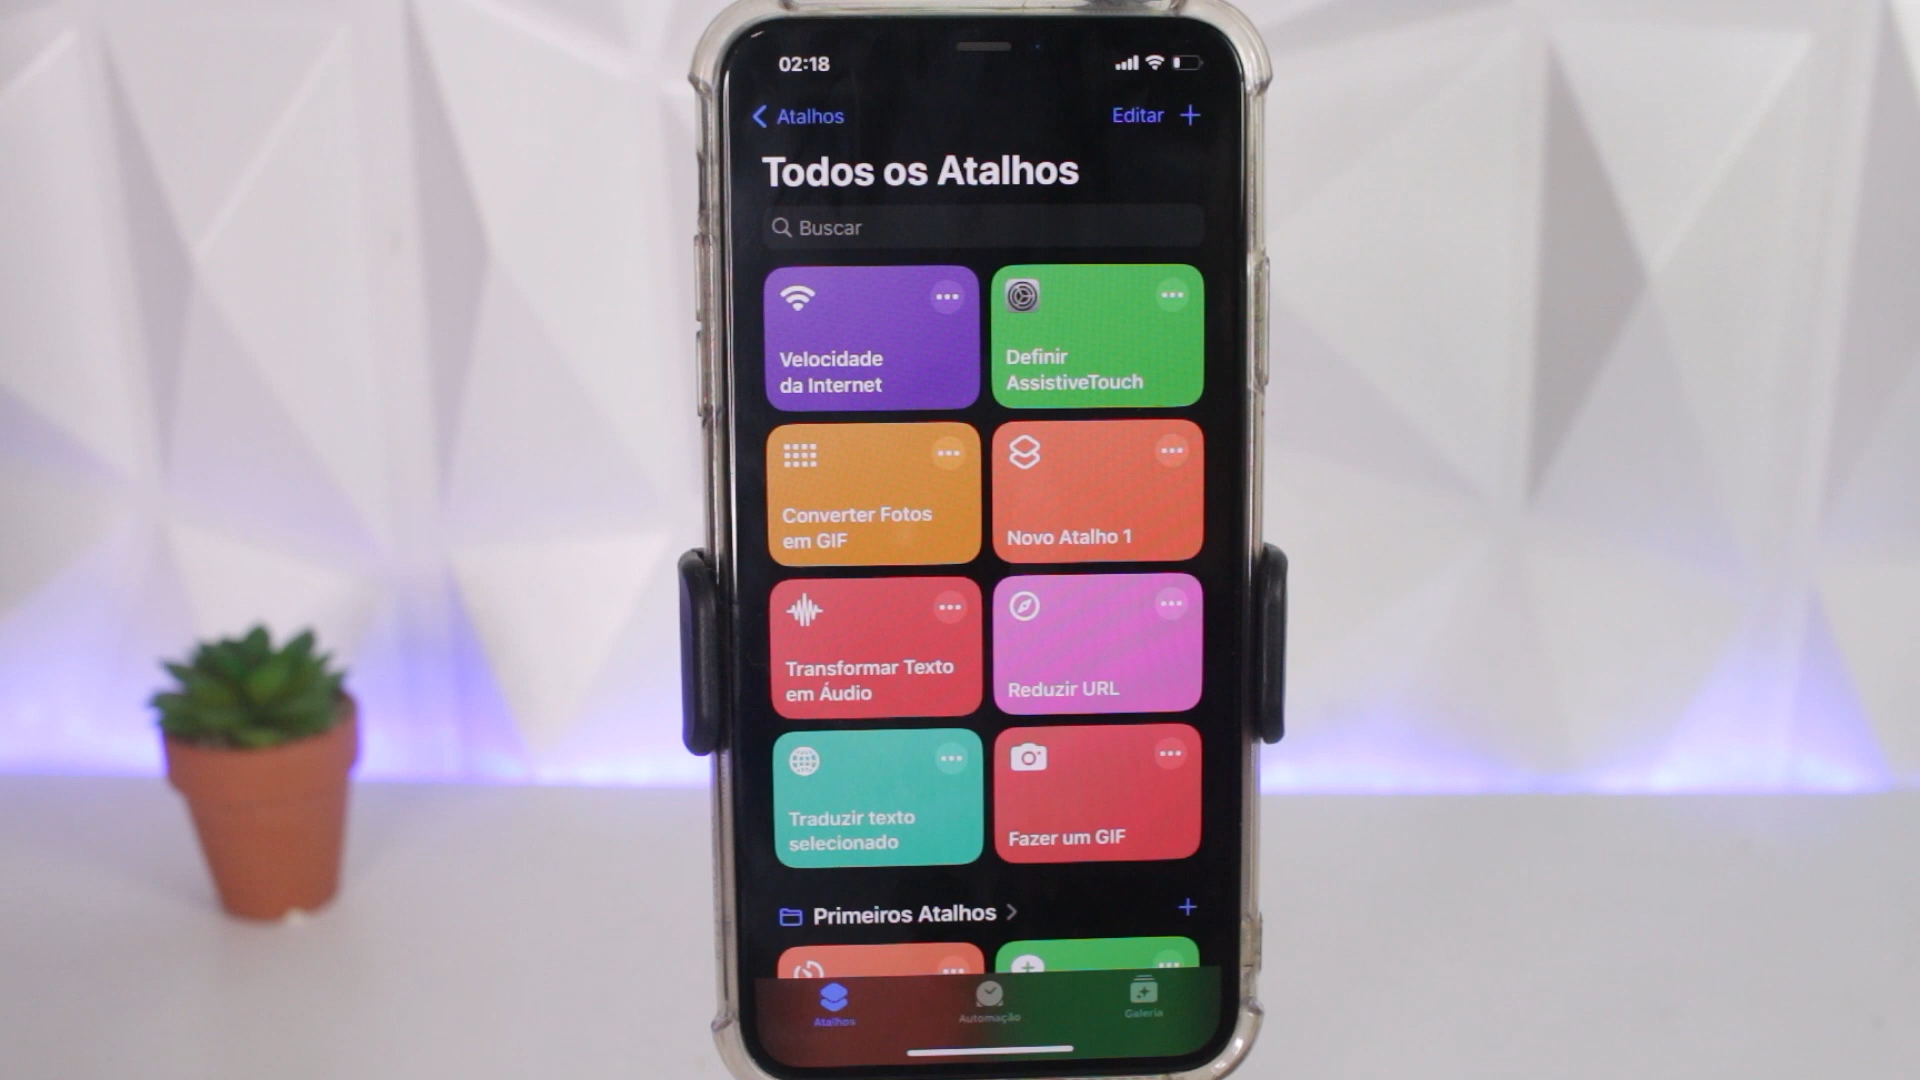 02:18
Atalhos
Editar +
Todos os Atalhos
Buscar
Velocidade
da Internet
Definir
AssistiveTouch
Converter Fotos
em GIF
Novo Atalho 1
Transformar Texto
em Áudio
Reduzir URL
Traduzir texto
selecionado
Fazer um GIF
Primeiros Atalhos
Atalhos
Automação
Galeria